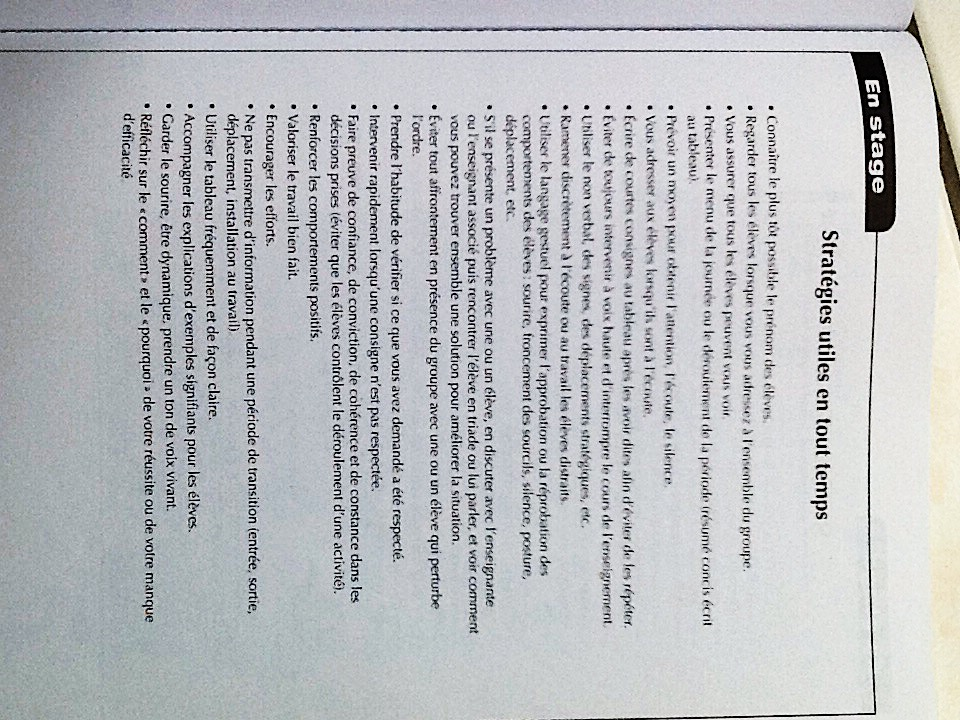 En stage
Stratégies utiles en tout temps
• Connaître le plus tôt possible le prénom des élèves.
• Regarder tous les élèves lorsque vous vous adressez à l'ensemble du groupe.
• Vous assurer que tous les élèves peuvent vous voir.
• Présenter le menu de la journée ou le déroulement de la période (résumé concis écrit
au tableau).
• Prévoir un moyen pour obtenir l'attention, l'écoute, le silence.
• Vous adresser aux élèves lorsqu'ils sont à l'écoute.
• Écrire de courtes consignes au tableau après les avoir dites afin d'éviter de les répéter.
• Éviter de toujours intervenir à voix haute et d'interrompre le cours de l'enseignement.
• Utiliser le non verbal, des signes, des déplacements stratégiques, etc.
• Ramener discrètement à l'écoute ou au travail les élèves distraits.
• Utiliser le langage gestuel pour exprimer l'approbation ou la réprobation des
comportements des élèves : sourire, froncement des sourcils, silence, posture,
déplacement, etc.
• S'il se présente un problème avec une ou un élève, en discuter avec l'enseignante
ou l'enseignant associé puis rencontrer l'élève en triade ou lui parler, et voir comment
vous pouvez trouver ensemble une solution pour améliorer la situation.
• Éviter tout affrontement en présence du groupe avec une ou un élève qui perturbe
l'ordre.
• Prendre l'habitude de vérifier si ce que vous avez demandé a été respecté.
• Intervenir rapidement lorsqu'une consigne n'est pas respectée.
• Faire preuve de confiance, de conviction, de cohérence et de constance dans les
décisions prises (éviter que les élèves contrôlent le déroulement d'une activité).
• Renforcer les comportements positifs.
• Valoriser le travail bien fait.
• Encourager les efforts.
• Ne pas transmettre d'information pendant une période de transition (entrée, sortie,
déplacement, installation au travail).
• Utiliser le tableau fréquemment et de façon claire.
• Accompagner les explications d'exemples signifiants pour les élèves.
• Garder le sourire, être dynamique, prendre un ton de voix vivant.
• Réfléchir sur le « comment » et le « pourquoi » de votre réussite ou de votre manque
d'efficacité.